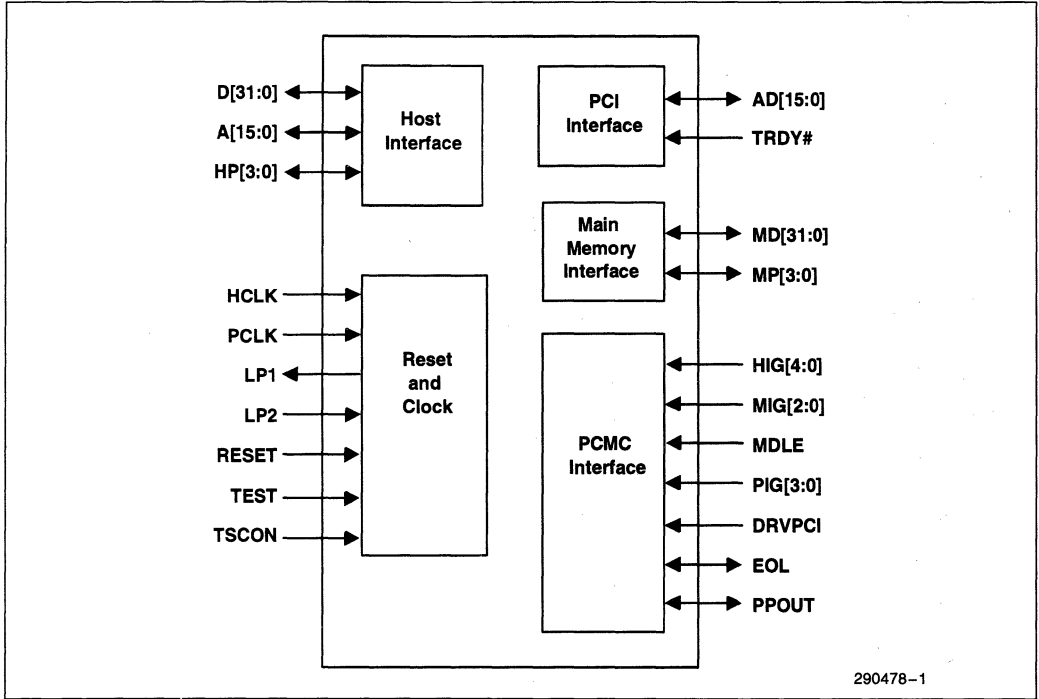 D[31:0]
A[15:0]
HP[3:0]
Host
Interface
PCI
Interface
AD[15:0]
TRDY#
Main
Memory
Interface
MD[31:0]
MP[3:0]
HCLK
PCLK
LP1
LP2
RESET
TEST
TSCON
Reset
and
Clock
PCMC
Interface
HIG[4:0]
MIG[2:0]
MDLE
PIG[3:0]
DRVPCI
EOL
PPOUT
290478-1